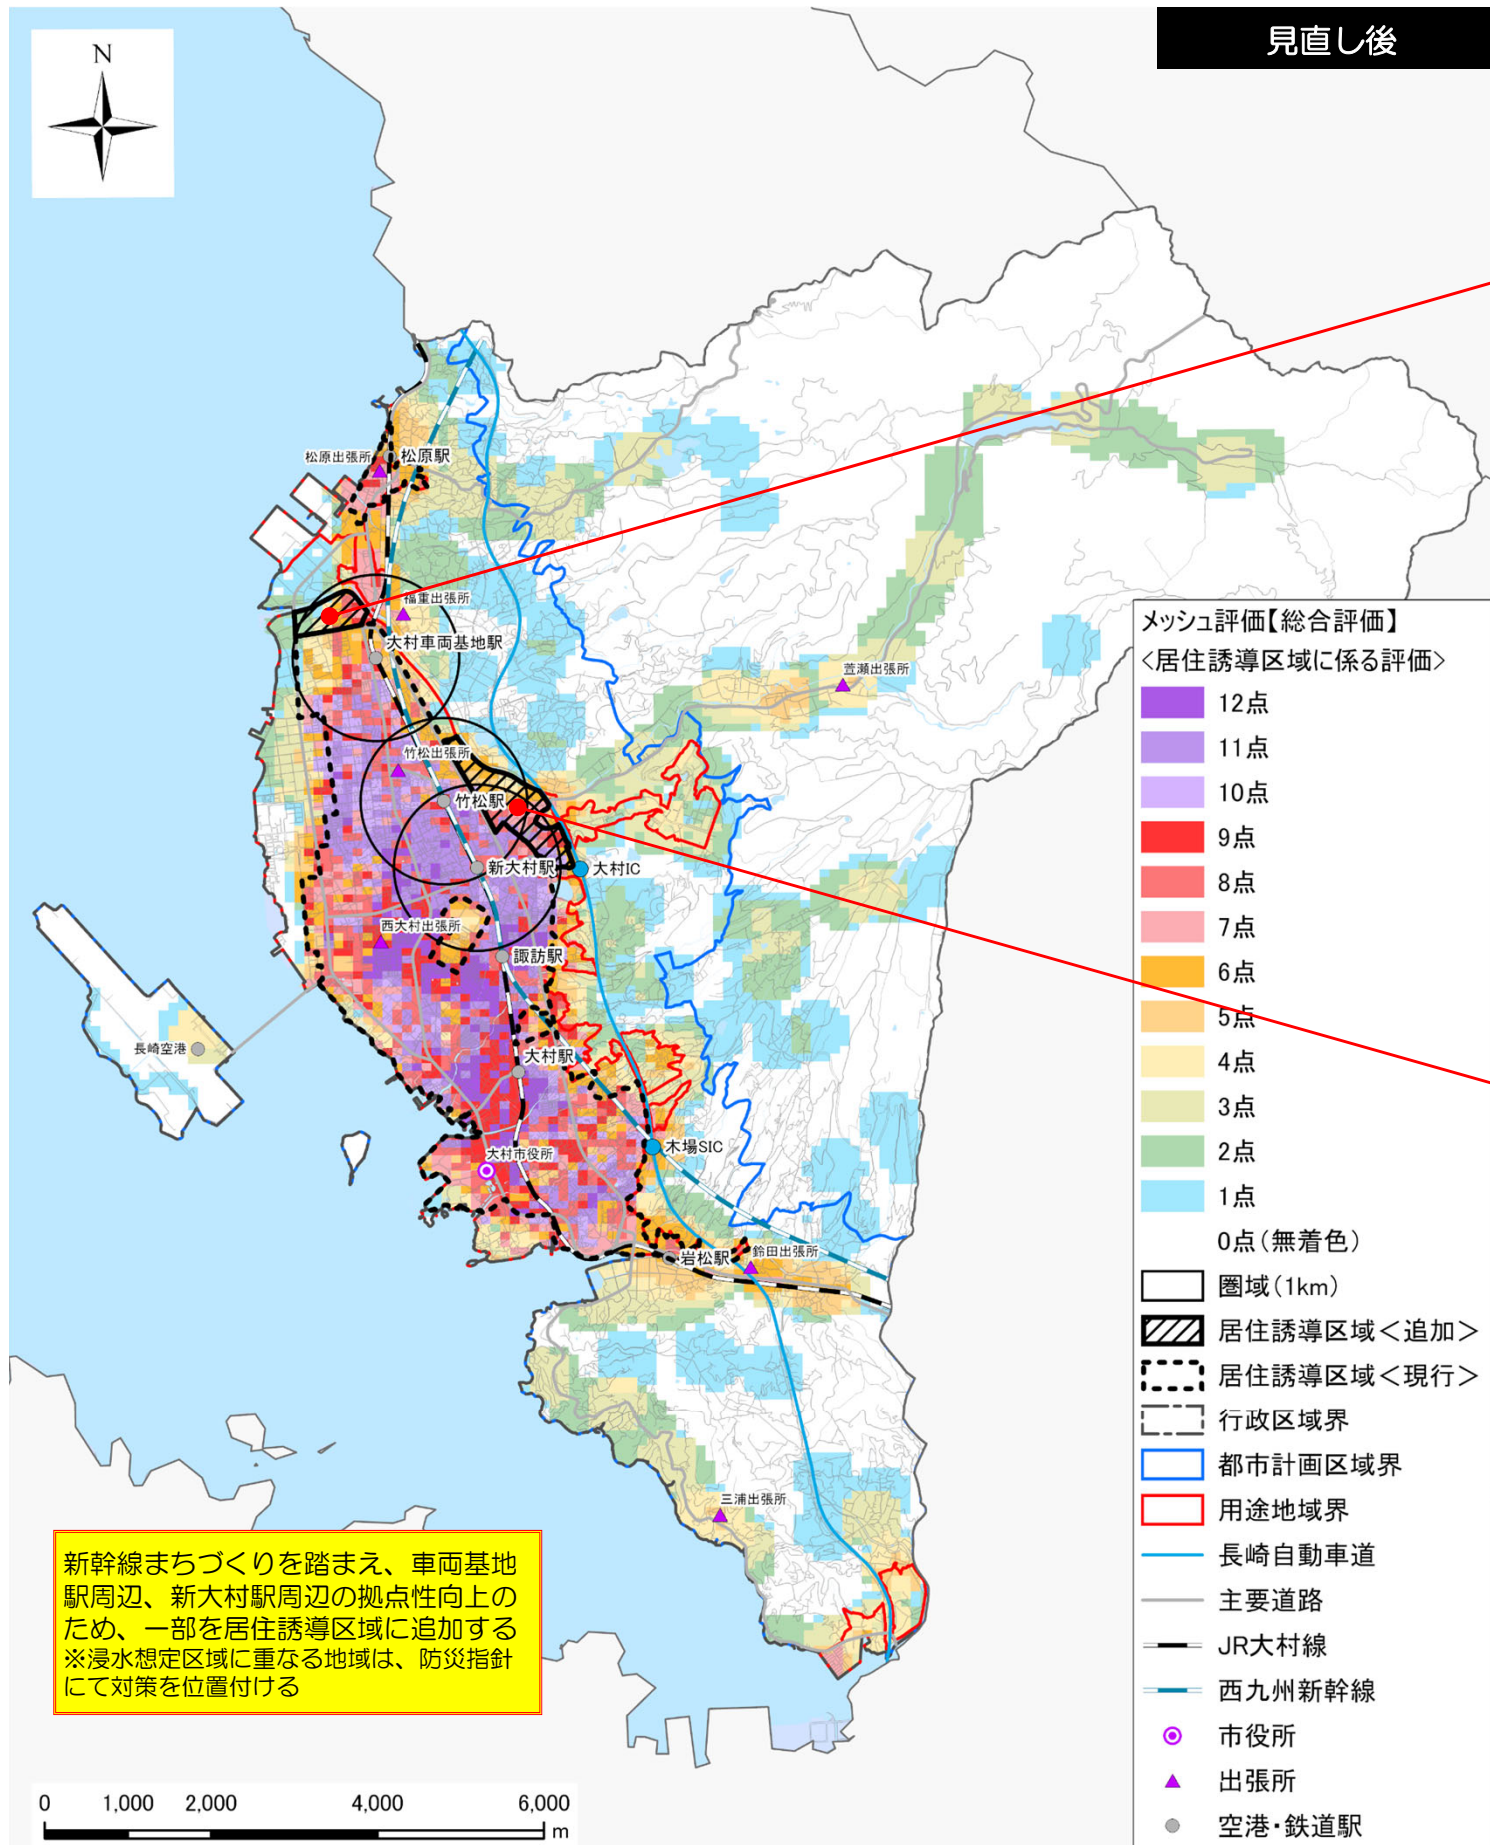 見直し後
N
松原出張所
松原駅
福重出張所
大村車両基地駅
萱瀬出張所
竹松出張所
竹松駅
新大村駅
大村IC
西大村出張所
諏訪駅
長崎空港
大村駅
木場SIC
大村市役所
岩松駅
鈴田出張所
三浦出張所
メッシュ評価【総合評価】
<居住誘導区域に係る評価>
12点
11点
10点
9点
8点
7点
6点
5点
4点
3点
2点
1点
0点(無着色)
圏域(1km)
居住誘導区域<追加>
居住誘導区域<現行>
行政区域界
都市計画区域界
用途地域界
長崎自動車道
主要道路
JR大村線
西九州新幹線
市役所
出張所
空港・鉄道駅
新幹線まちづくりを踏まえ、車両基地
駅周辺、新大村駅周辺の拠点性向上の
ため、一部を居住誘導区域に追加する
※浸水想定区域に重なる地域は、防災指針
にて対策を位置付ける
0 1,000 2,000 4,000 6,000
m